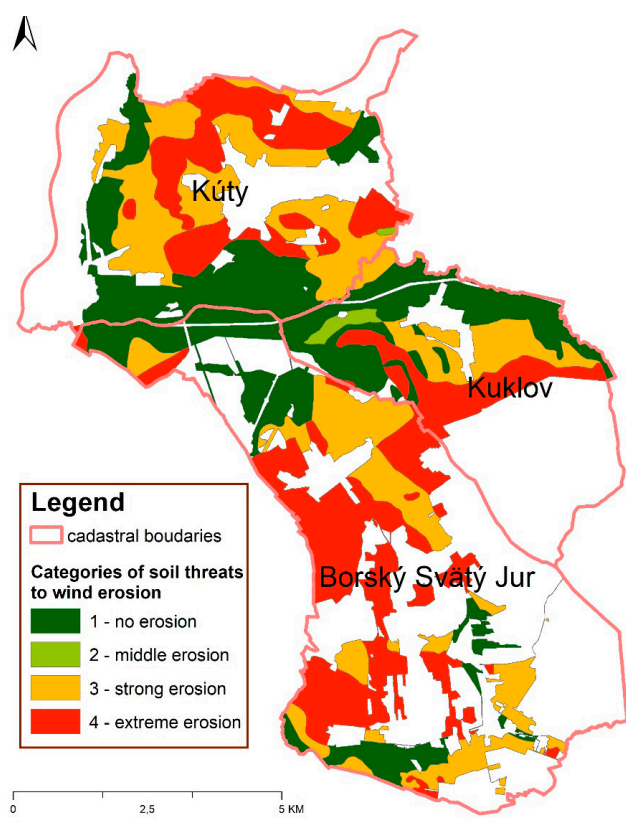 Kúty
Kuklov
Borský Svätý Jur
Legend
cadastral boudaries
Categories of soil threats
to wind erosion
1 - no erosion
2 - middle erosion
3 - strong erosion
4 - extreme erosion
0 2,5 5 KM